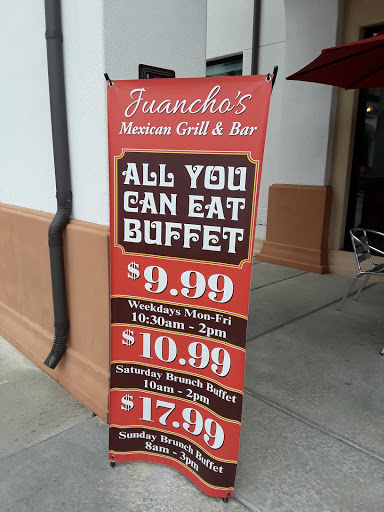 Juancho's
Mexican Grill & Bar
ALL YOU
CAN EAT
BUFFET
$9.99
Weekdays Mon-Fri
10:30am - 2pm
$10.99
Saturday Brunch Buffet
10am - 2pm
$17.99
Sunday Brunch Buffet
8am - 3pm